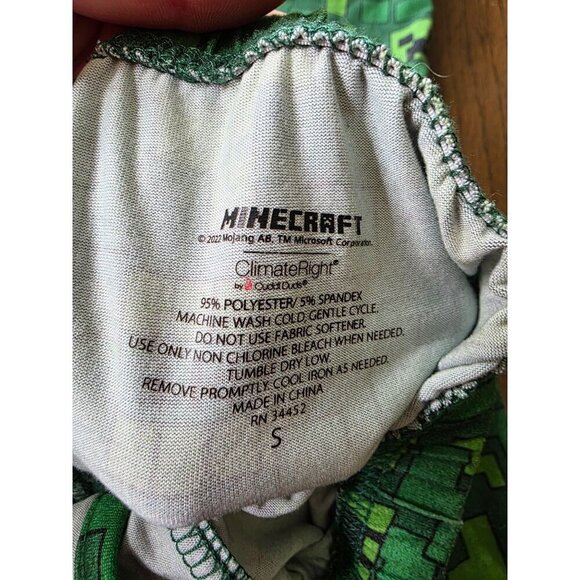 MINECRAFT
© 2022 Mojang AB. TM Microsoft Corporation.
ClimateRight®
by Cuddl Duds®
95% POLYESTER/ 5% SPANDEX
MACHINE WASH COLD, GENTLE CYCLE.
DO NOT USE FABRIC SOFTENER.
USE ONLY NON CHLORINE BLEACH WHEN NEEDED.
TUMBLE DRY LOW.
REMOVE PROMPTLY. COOL IRON AS NEEDED.
MADE IN CHINA
RN 34452
S